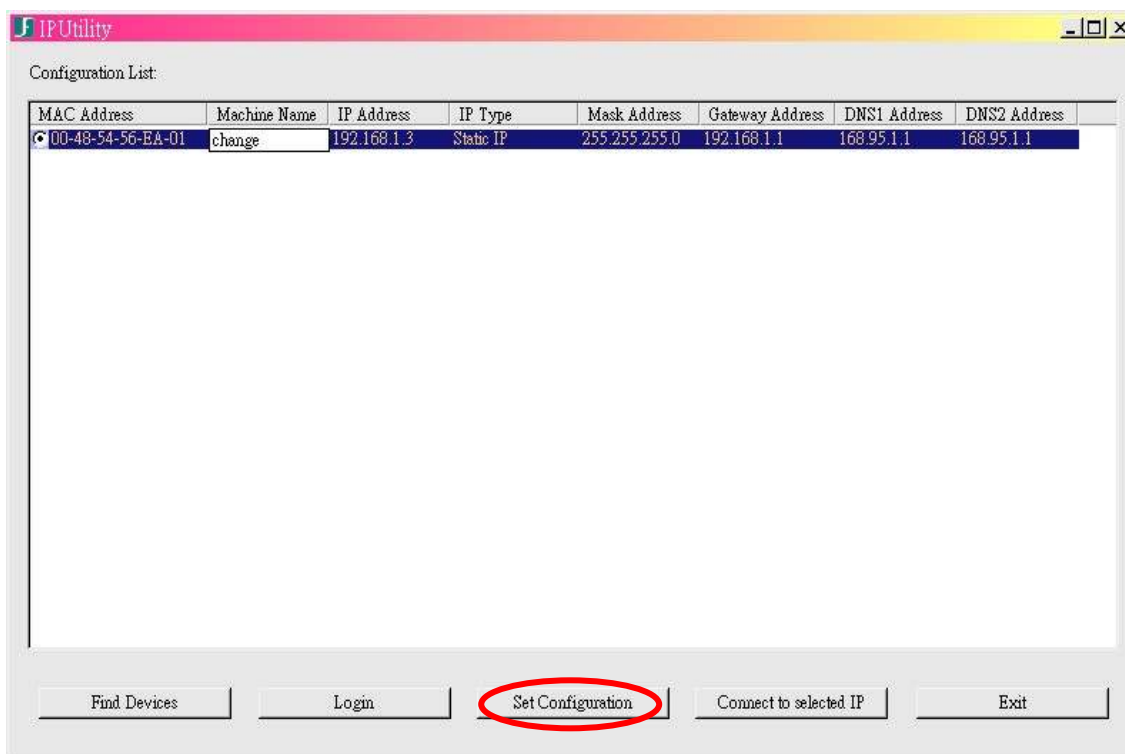 IPUtility
Configuration List:
MAC Address Machine Name IP Address IP Type Mask Address Gateway Address DNS1 Address DNS2 Address
00-48-54-56-EA-01 change 192.168.1.3 Static IP 255.255.255.0 192.168.1.1 168.95.1.1 168.95.1.1
Find Devices Login Set Configuration Connect to selected IP Exit